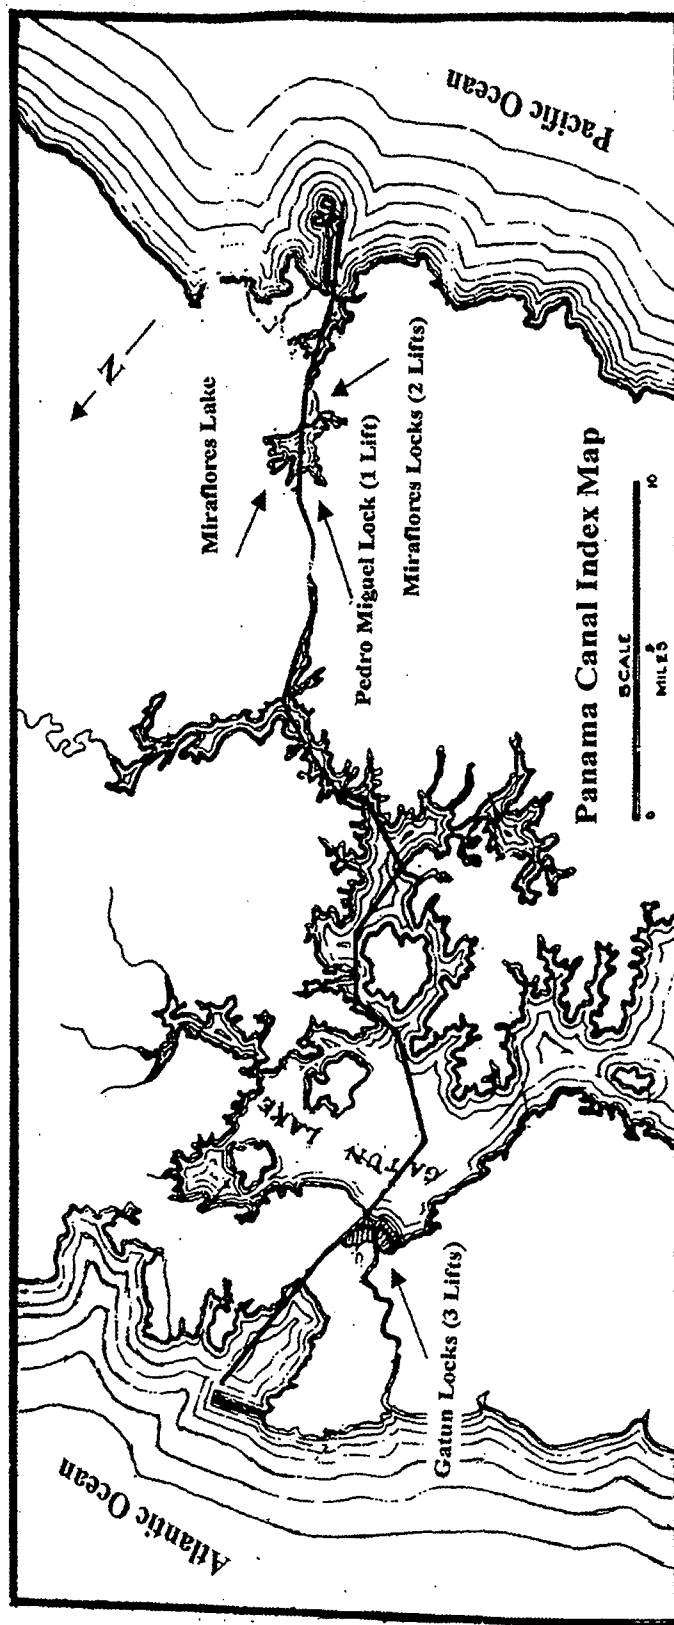 Atlantic Ocean
Pacific Ocean
N
Miraflores Lake
Miraflores Locks (2 Lifts)
Pedro Miguel Lock (1 Lift)
GATUN
LAKE
Gatun Locks (3 Lifts)
Panama Canal Index Map
SCALE
0
10
MILES